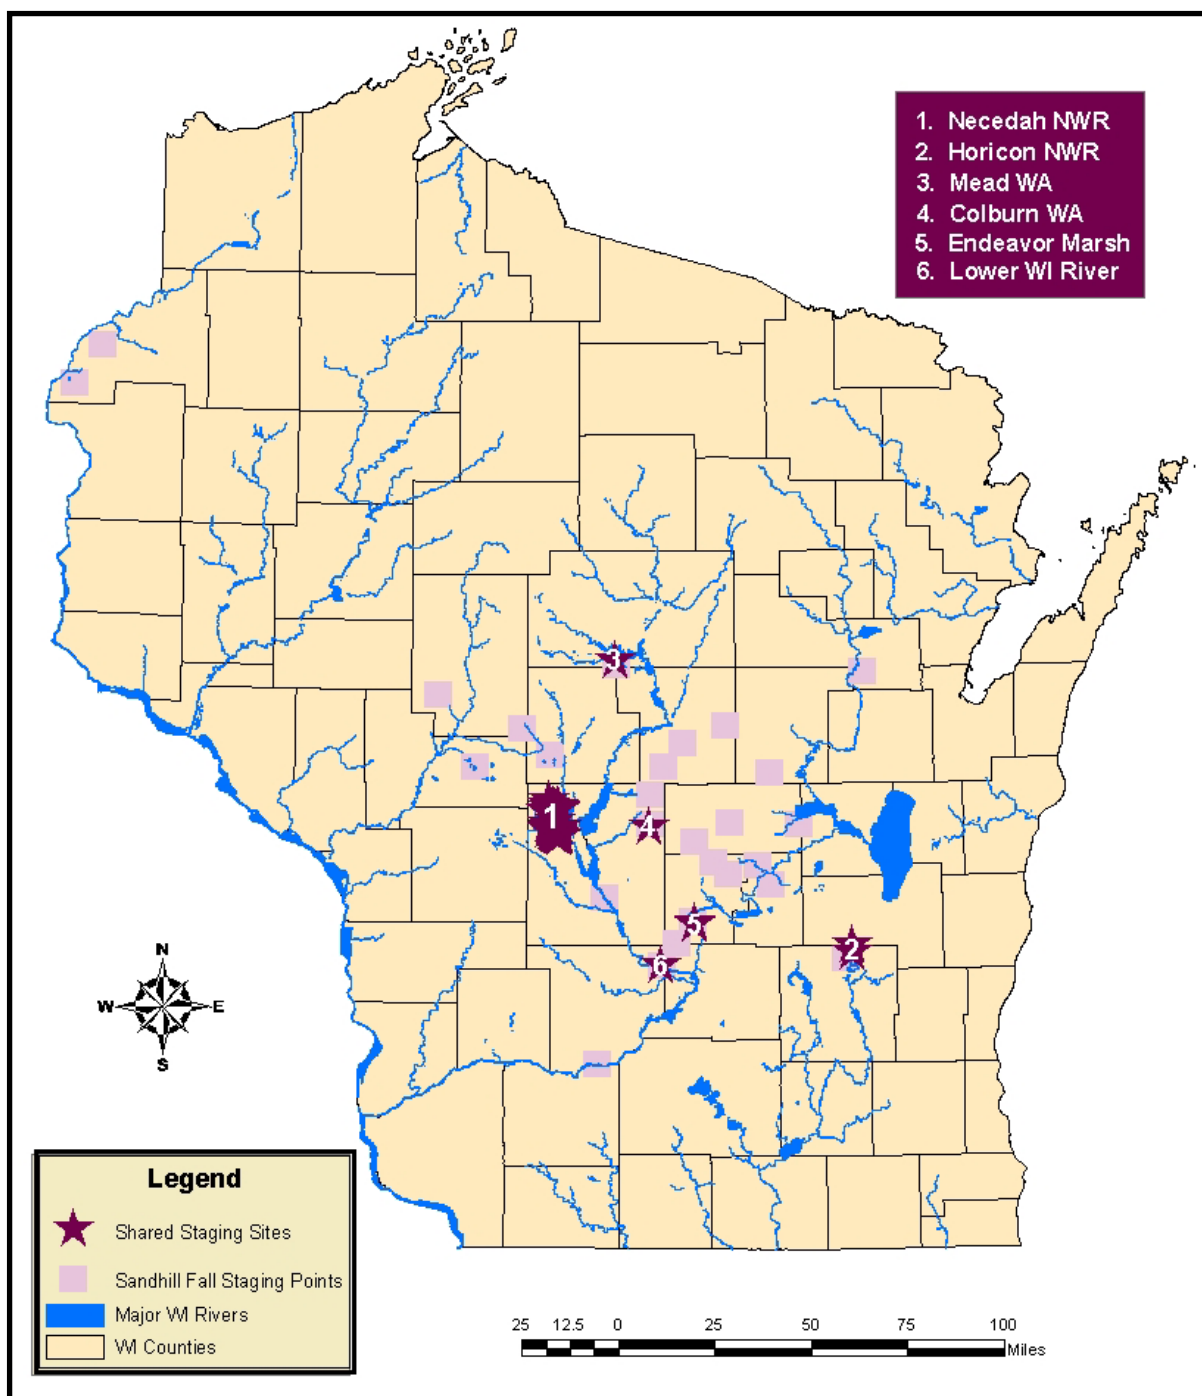 1. Necedah NWR
2. Horicon NWR
3. Mead WA
4. Colburn WA
5. Endeavor Marsh
6. Lower WI River
3
1
4
5
2
6
N
W E
S
Legend
Shared Staging Sites
Sandhill Fall Staging Points
Major WI Rivers
WI Counties
25 12.5 0 25 50 75 100
Miles